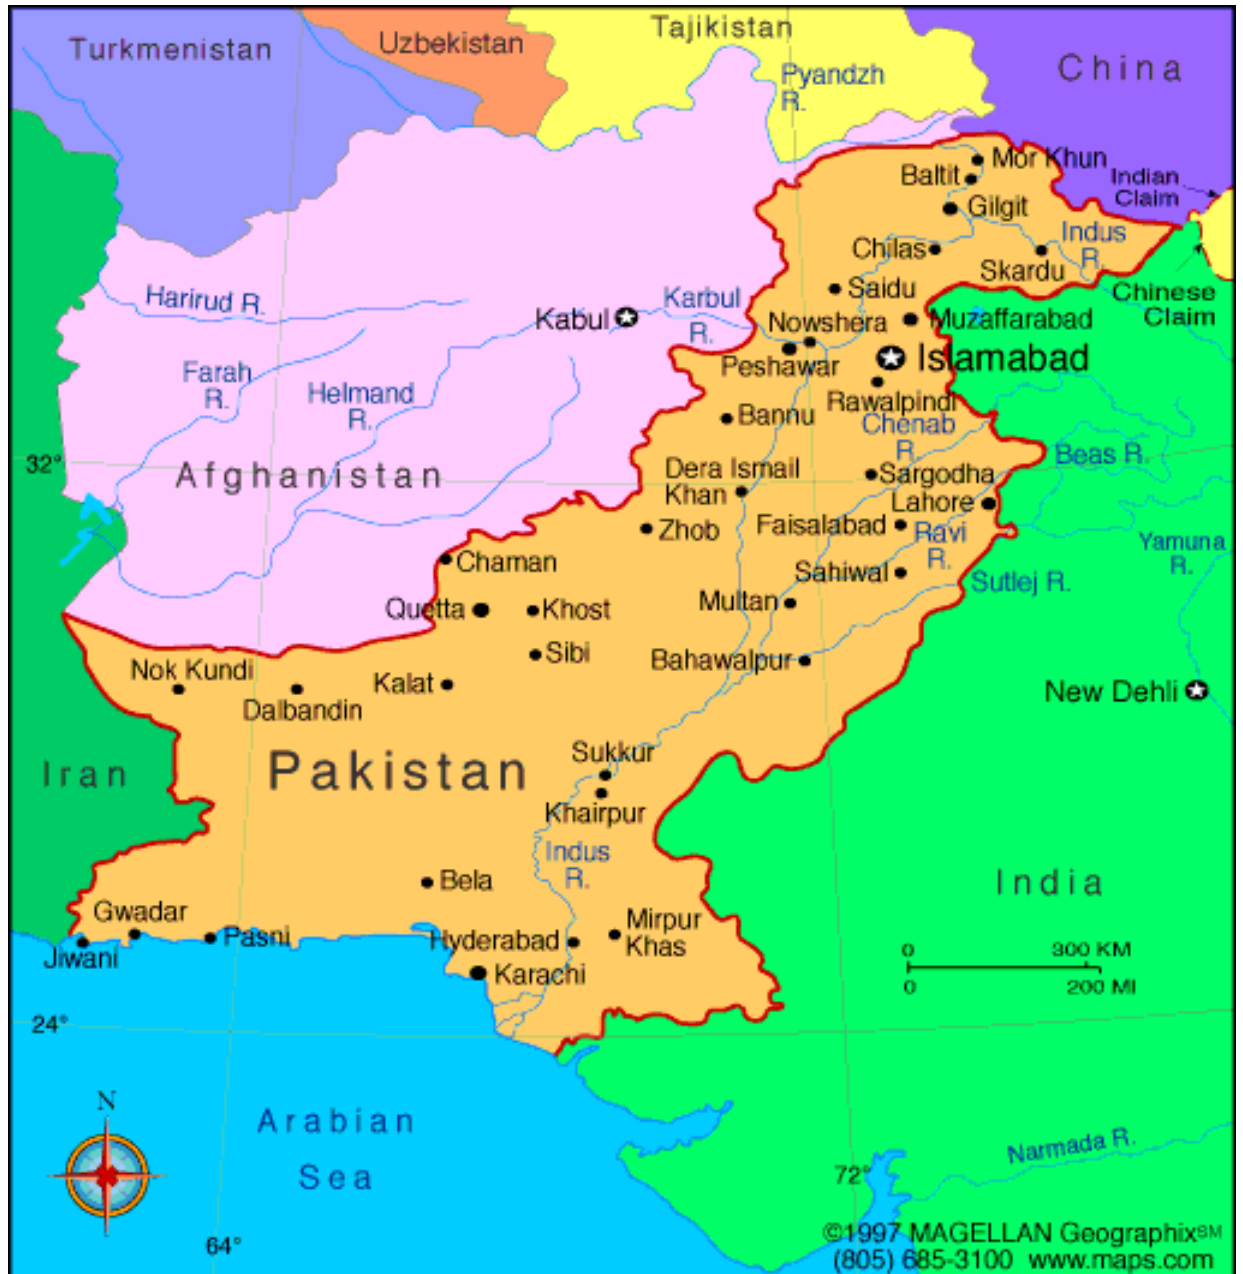 Turkmenistan
Uzbekistan
Tajikistan
China
Pyandzh
R.
Mor Khun
Baltit
Indian
Claim
Gilgit
Indus
R.
Chilas
Skardu
Harirud R.
Kabul
Karbul
R.
Saidu
Chinese
Claim
Nowshera
Muzaffarabad
Peshawar
Islamabad
Farah
R.
Helmand
R.
Rawalpindi
Bannu
Chenab
R.
32°
Afghanistan
Dera Ismail
Khan
Sargodha
Beas R.
Lahore
Zhob
Faisalabad
Ravi
R.
Yamuna
R.
Chaman
Sahiwal
Sutlej R.
Quetta
Khost
Multan
Sibi
Bahawalpur
Nok Kundi
Kalat
New Dehli
Dalbandin
Iran
Pakistan
Sukkur
Khairpur
Indus
R.
Bela
India
Gwadar
Pasni
Jiwani
Hyderabad
Mirpur
Khas
0 300 KM
0 200 MI
Karachi
24°
N
Arabian
Sea
Narmada R.
72°
64°
©1997 MAGELLAN Geographix℠
(805) 685-3100 www.maps.com